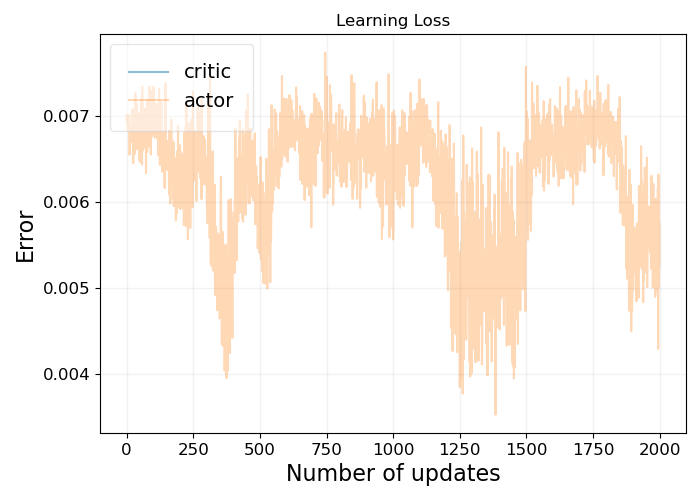 Learning Loss
critic
actor
0.007
0.006
0.005
0.004
Error
0 250 500 750 1000 1250 1500 1750 2000
Number of updates